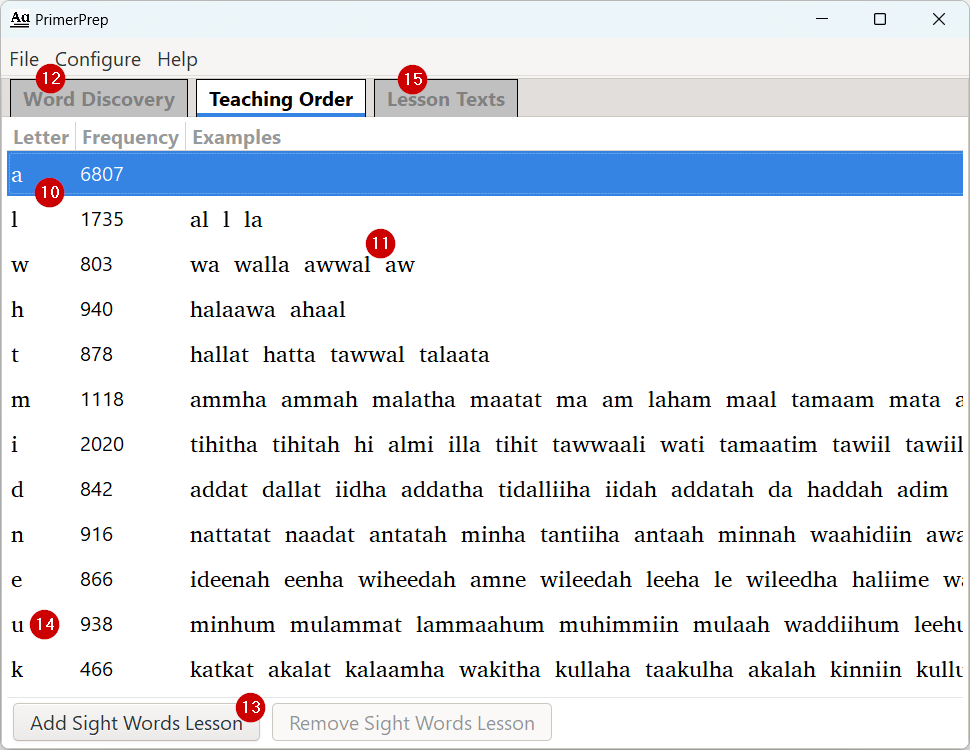 Aa PrimerPrep
File Configure Help
12 15
Word Discovery Teaching Order Lesson Texts
Letter Frequency Examples
a 6807
10
l 1735 al l la
11
w 803 wa walla awwal aw
h 940 halaawa ahaal
t 878 hallat hatta tawwal talaata
m 1118 ammha ammah malatha maatat ma am laham maal tamaam mata a
i 2020 tihitha tihitah hi almi illa tihit tawwaali wati tamaatim tawiil tawiil
d 842 addat dallat iidha addatha tidalliiha iidah addatah da haddah adim
n 916 nattatat naadat antatah minha tantiiha antaah minnah waahidiin awa
e 866 ideenah eenha wiheedah amne wileedah leeha le wileedha haliime wa
u 14 938 minhum mulammat lammaahum muhimmiin mulaah waddiihum leehu
k 466 katkat akalat kalaamha wakitha kullaha taakulha akalah kinniin kullu
13
Add Sight Words Lesson Remove Sight Words Lesson